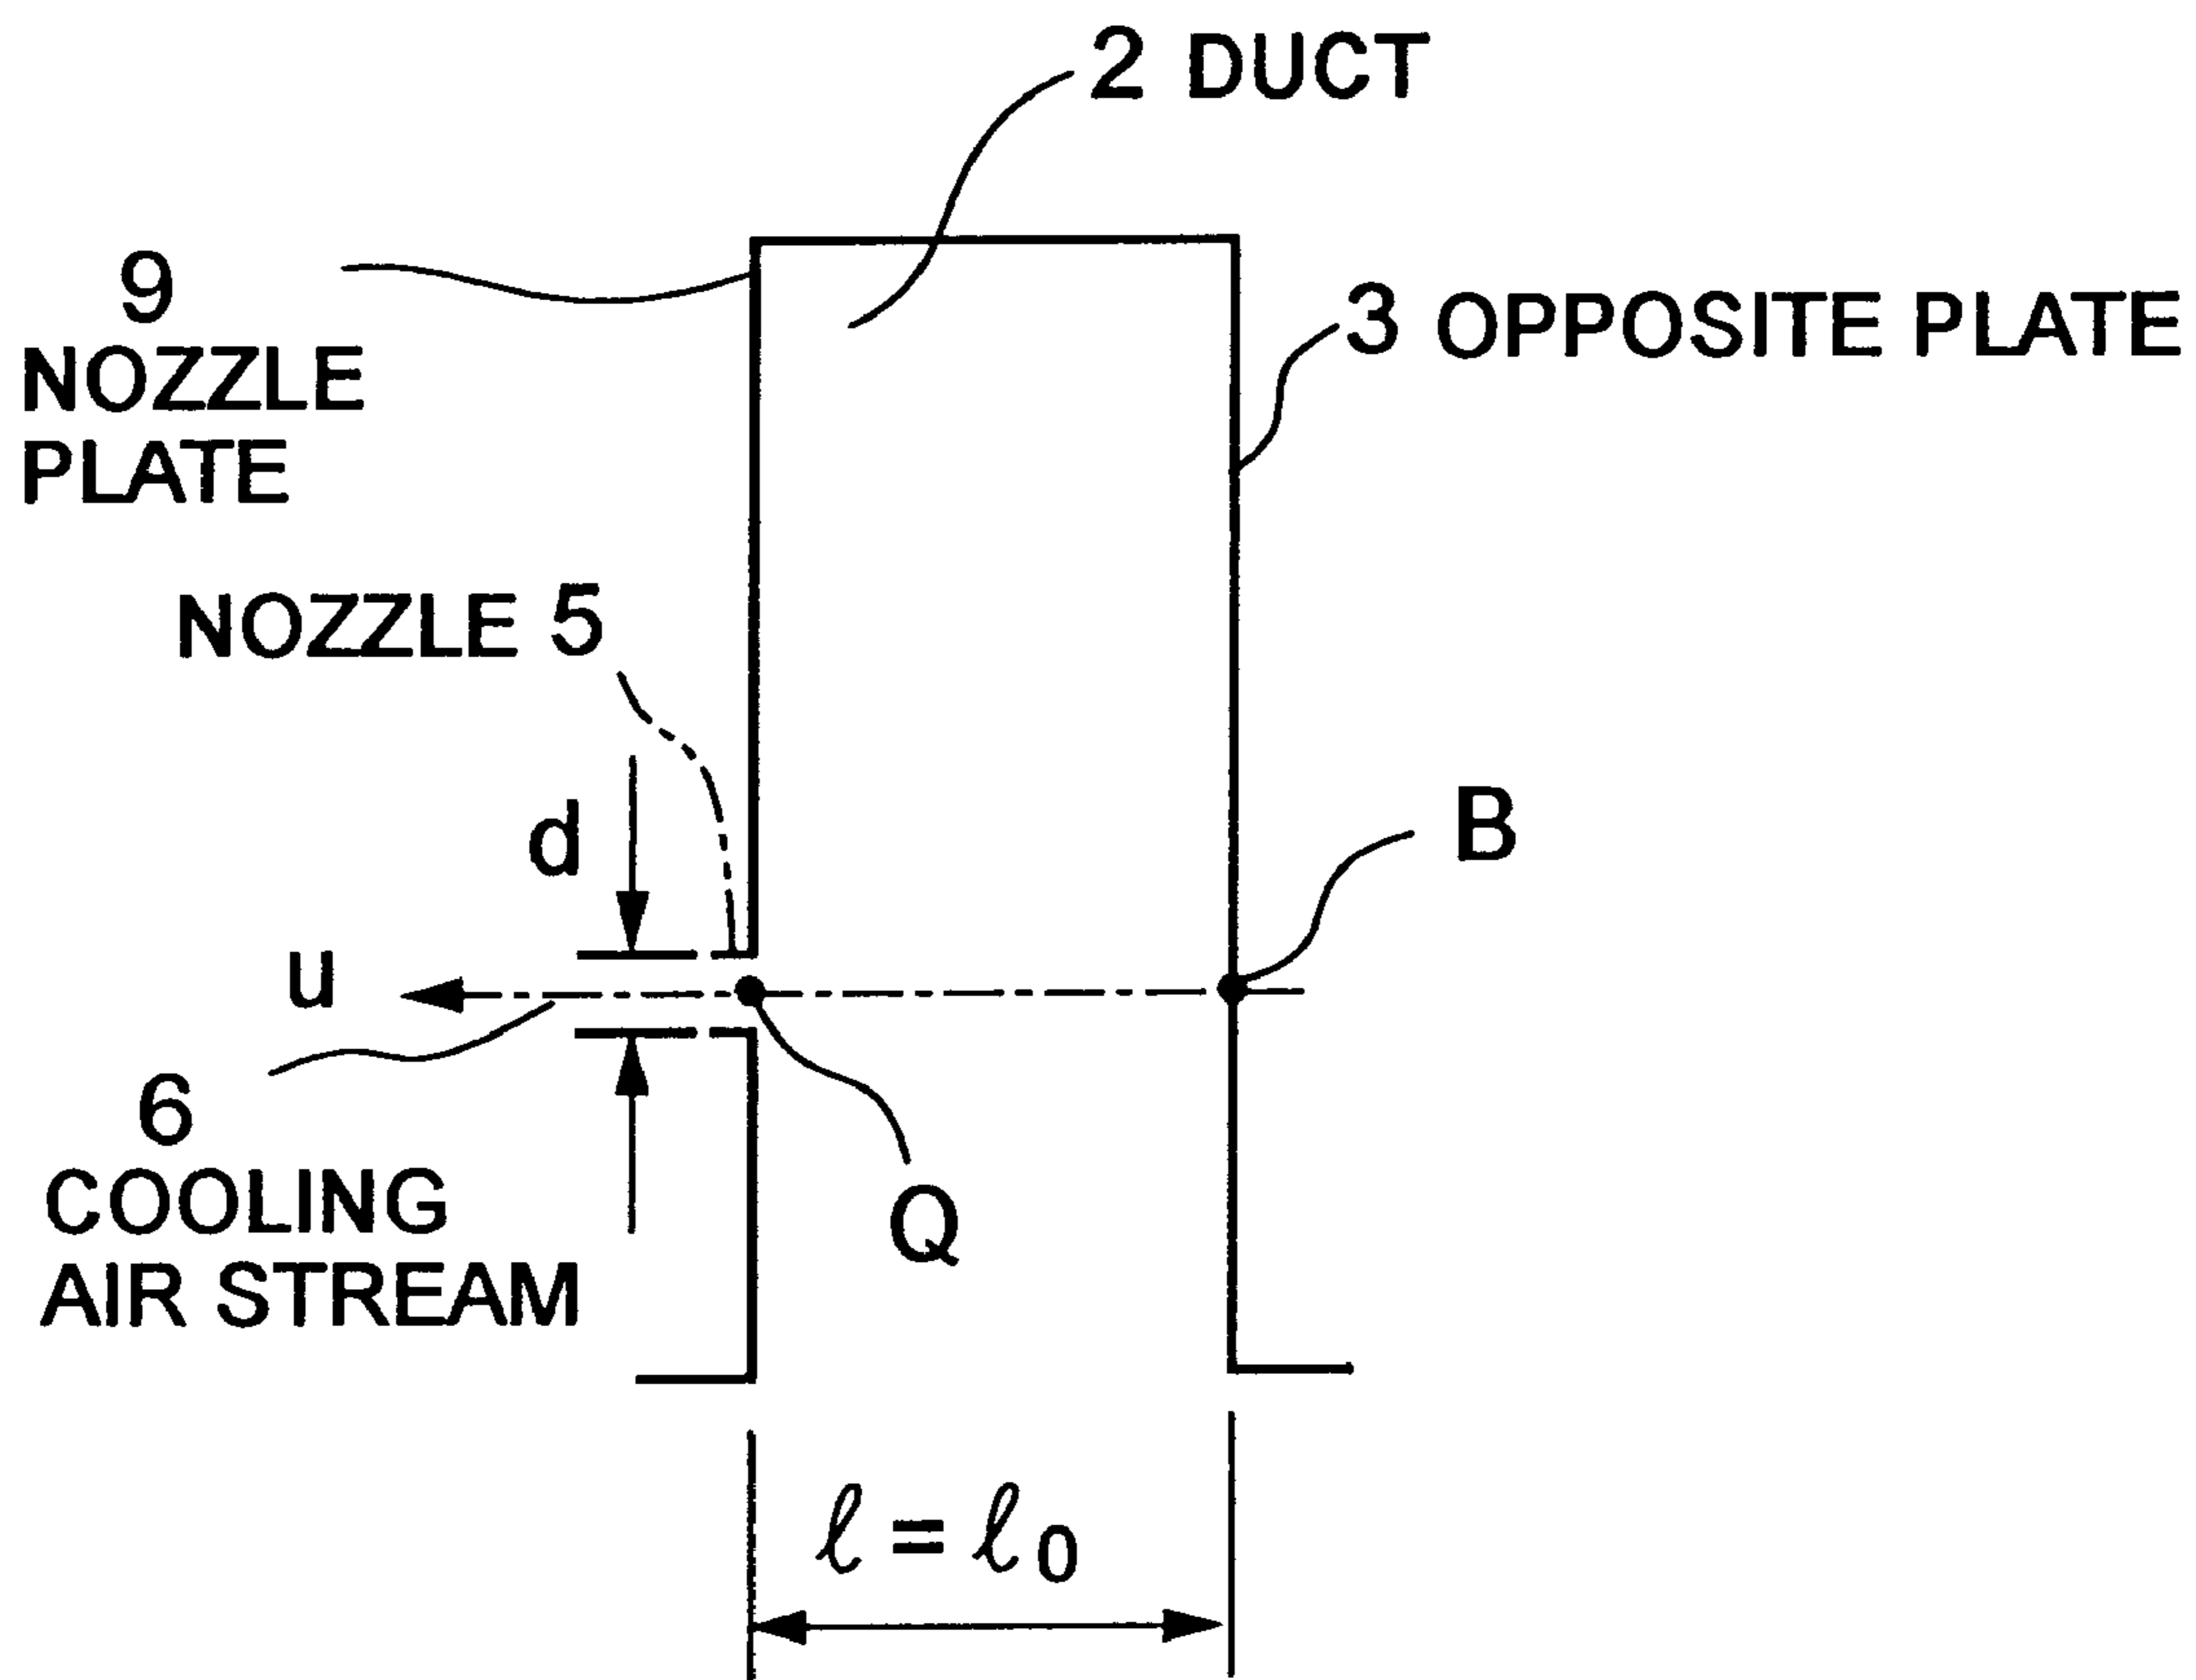 2 DUCT
9
NOZZLE
PLATE
3 OPPOSITE PLATE
NOZZLE 5
d
B
u
6
COOLING
AIR STREAM
Q
ℓ = ℓ0